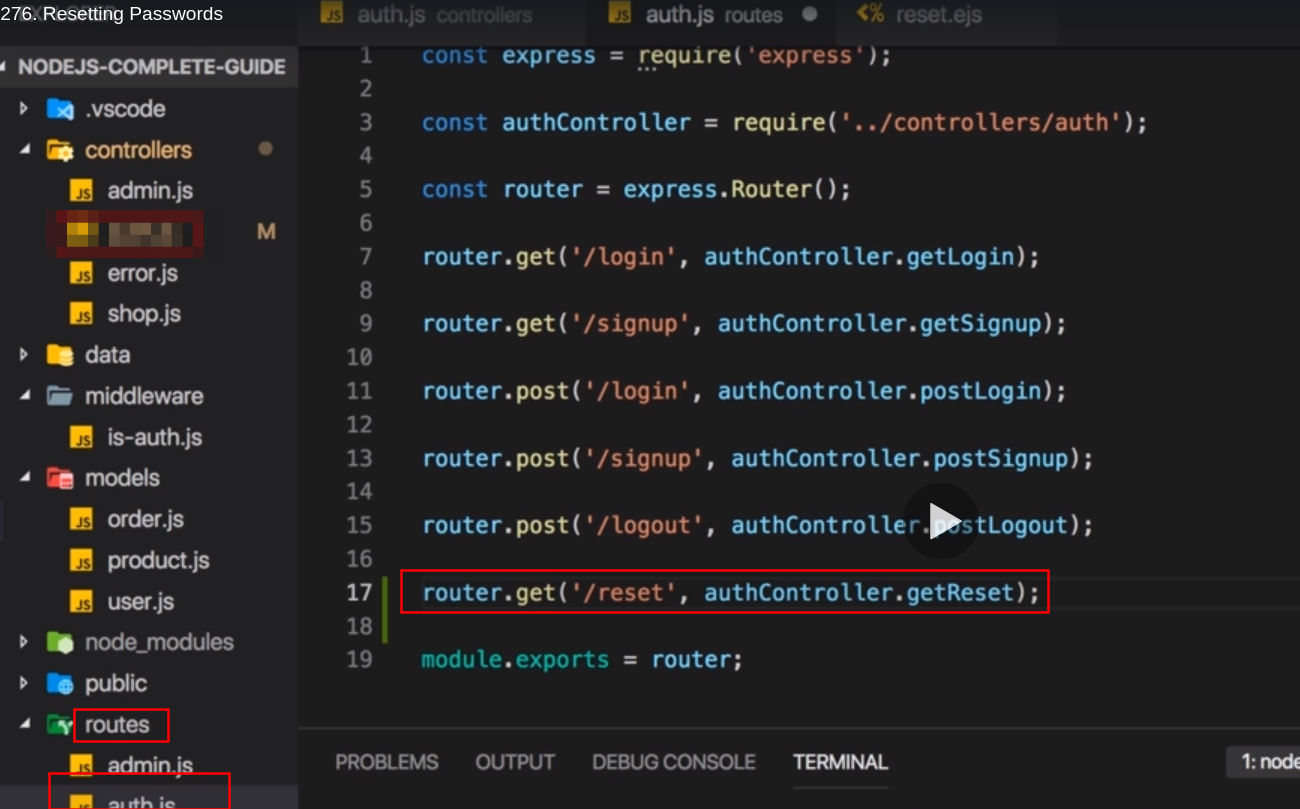 276. Resetting Passwords
auth.js controllers
auth.js routes
reset.ejs
NODEJS-COMPLETE-GUIDE
.vscode
controllers
admin.js
M
error.js
shop.js
data
middleware
is-auth.js
models
order.js
product.js
user.js
node_modules
public
routes
admin.js
auth.js
1 const express = require('express');
2
3 const authController = require('../controllers/auth');
4
5 const router = express.Router();
6
7 router.get('/login', authController.getLogin);
8
9 router.get('/signup', authController.getSignup);
10
11 router.post('/login', authController.postLogin);
12
13 router.post('/signup', authController.postSignup);
14
15 router.post('/logout', authController.postLogout);
16
17 router.get('/reset', authController.getReset);
18
19 module.exports = router;
PROBLEMS OUTPUT DEBUG CONSOLE TERMINAL 1: node